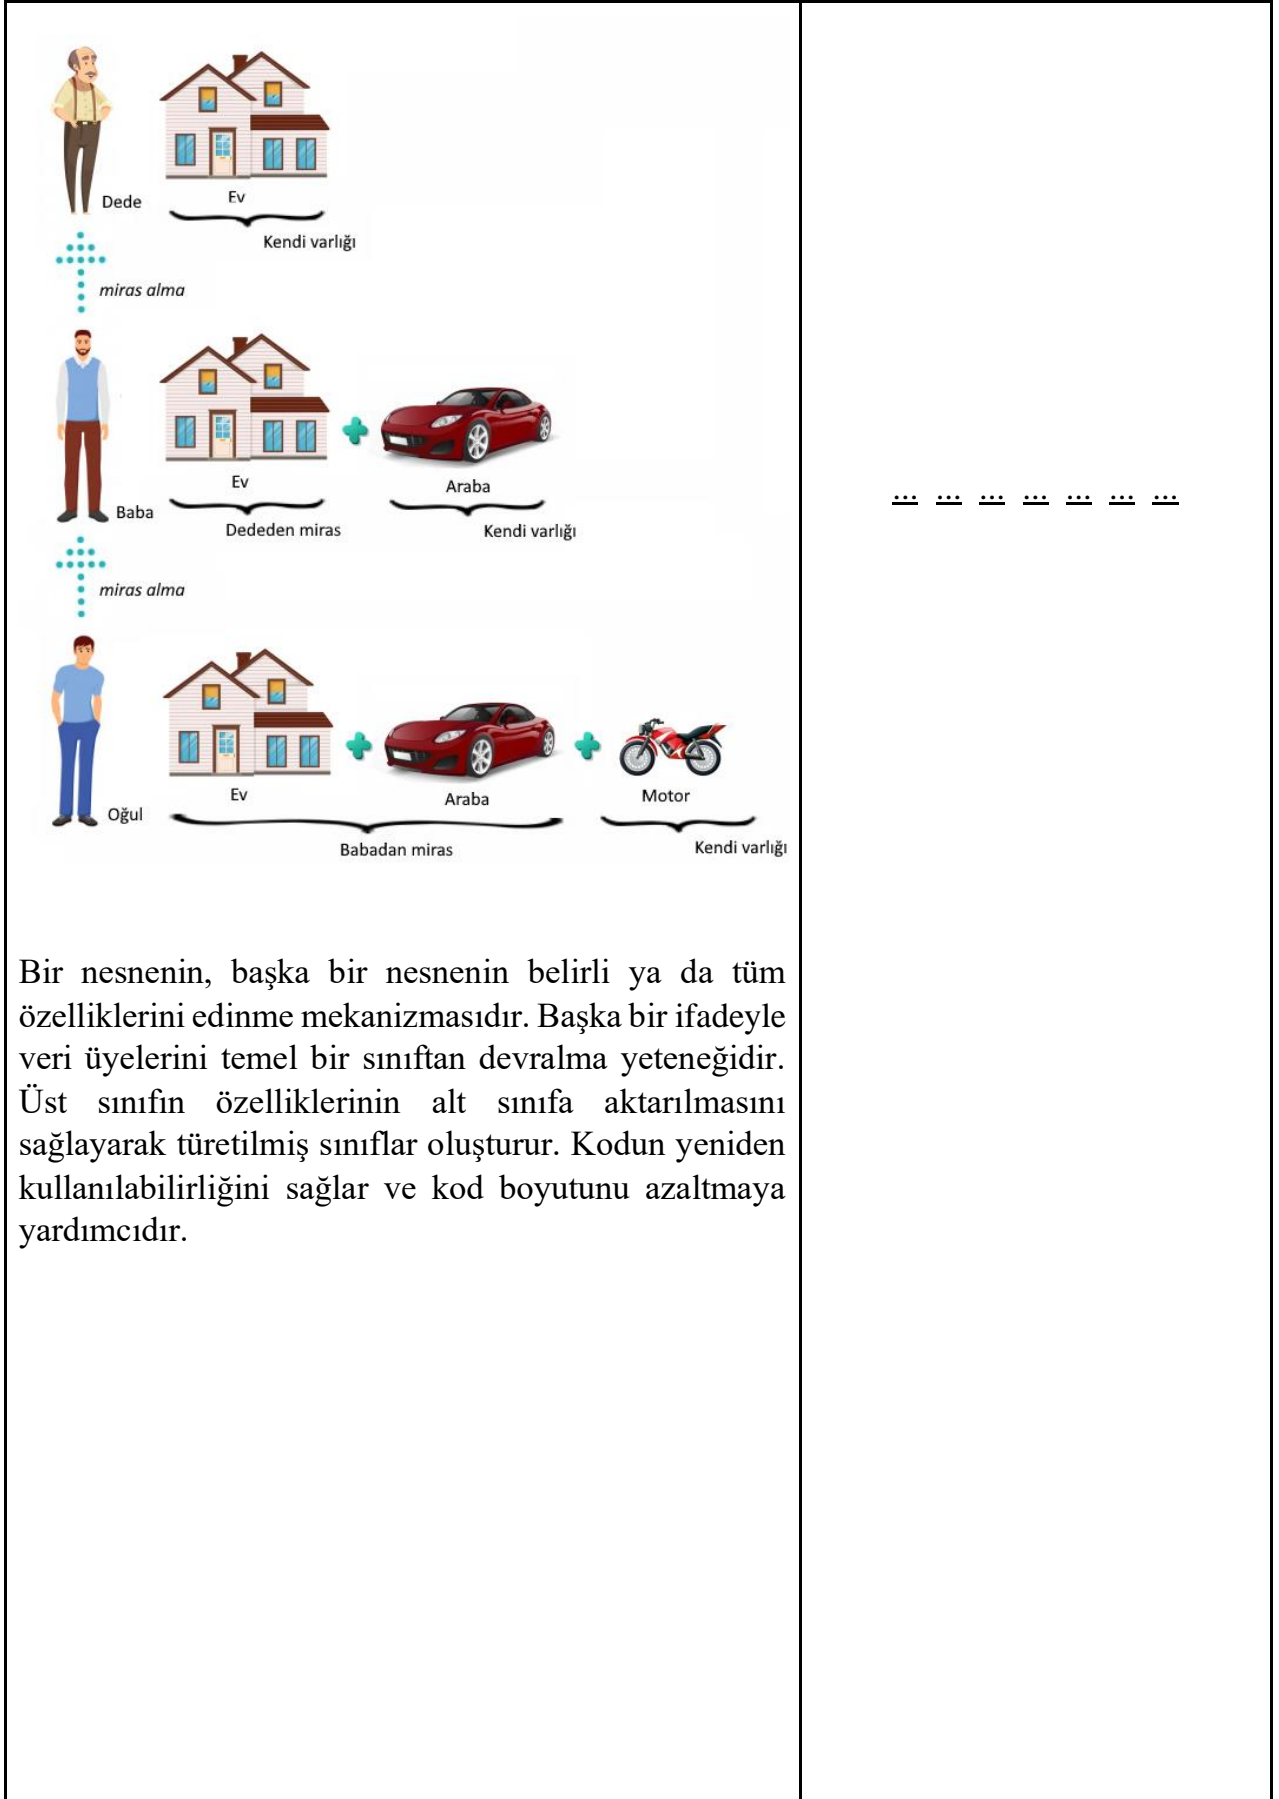 Dede
Ev
Kendi varlığı
miras alma
Baba
Ev
Dededen miras
Araba
Kendi varlığı
... ... ... ... ... ... ...
miras alma
Oğul
Ev
Araba
Babadan miras
Motor
Kendi varlığı
Bir nesnenin, başka bir nesnenin belirli ya da tüm
özelliklerini edinme mekanizmasıdır. Başka bir ifadeyle
veri üyelerini temel bir sınıftan devralma yeteneğidir.
Üst sınıfın özelliklerinin alt sınıfa aktarılmasını
sağlayarak türetilmiş sınıflar oluşturur. Kodun yeniden
kullanılabilirliğini sağlar ve kod boyutunu azaltmaya
yardımcıdır.